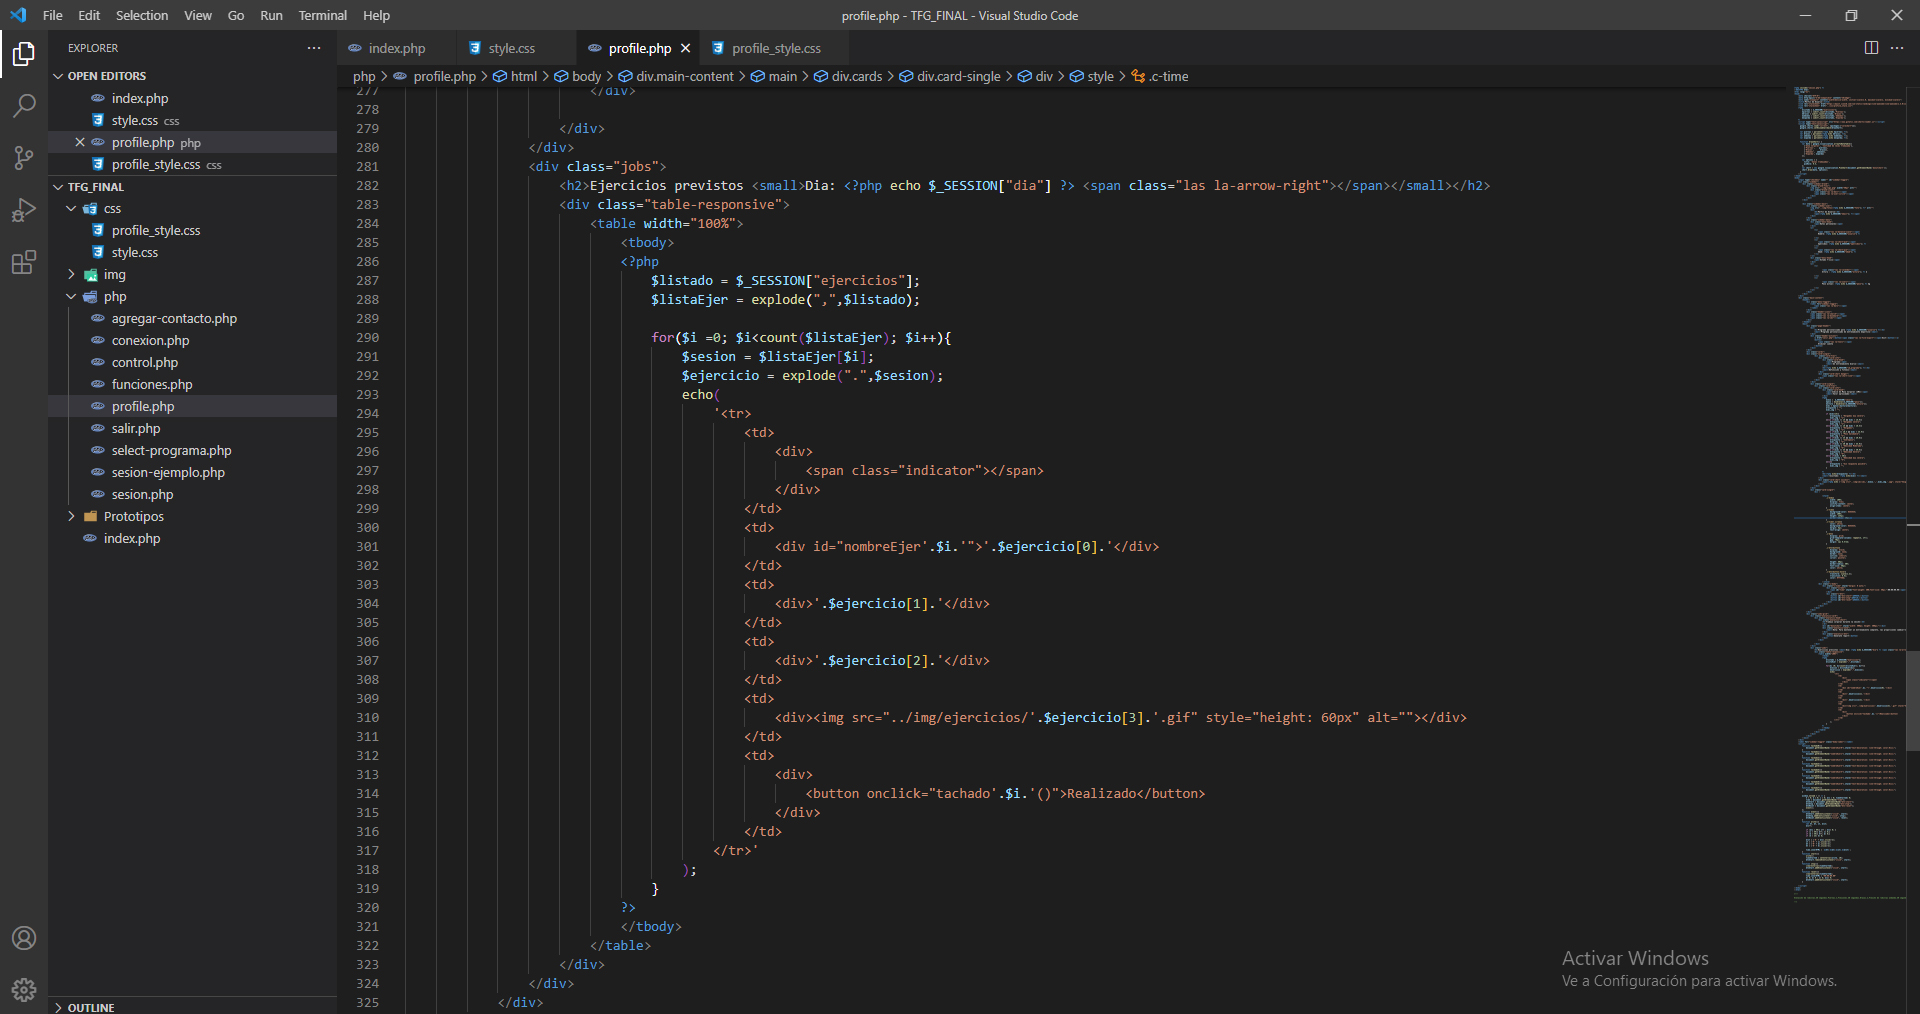 File Edit Selection View Go Run Terminal Help
profile.php - TFG_FINAL - Visual Studio Code
EXPLORER
OPEN EDITORS
index.php
style.css css
profile.php php
profile_style.css css
TFG_FINAL
css
profile_style.css
style.css
img
php
agregar-contacto.php
conexion.php
control.php
funciones.php
profile.php
salir.php
select-programa.php
sesion-ejemplo.php
sesion.php
Prototipos
index.php
OUTLINE
index.php
style.css
profile.php
profile_style.css
php > profile.php > html > body > div.main-content > main > div.cards > div.card-single > div > style > .c-time
277 </div>
278
279 </div>
280 </div>
281 <div class="jobs">
282 <h2>Ejercicios previstos <small>Dia: <?php echo $_SESSION["dia"] ?> <span class="las la-arrow-right"></span></small></h2>
283 <div class="table-responsive">
284 <table width="100%">
285 <tbody>
286 <?php
287 $listado = $_SESSION["ejercicios"];
288 $listaEjer = explode(",",$listado);
289
290 for($i =0; $i<count($listaEjer); $i++){
291 $sesion = $listaEjer[$i];
292 $ejercicio = explode(".",$sesion);
293 echo(
294 '<tr>
295 <td>
296 <div>
297 <span class="indicator"></span>
298 </div>
299 </td>
300 <td>
301 <div id="nombreEjer'.$i.'">'.$ejercicio[0].'</div>
302 </td>
303 <td>
304 <div>'.$ejercicio[1].'</div>
305 </td>
306 <td>
307 <div>'.$ejercicio[2].'</div>
308 </td>
309 <td>
310 <div><img src="../img/ejercicios/'.$ejercicio[3].'.gif" style="height: 60px" alt=""></div>
311 </td>
312 <td>
313 <div>
314 <button onclick="tachado'.$i.'()">Realizado</button>
315 </div>
316 </td>
317 </tr>'
318 );
319 }
320 ?>
321 </tbody>
322 </table>
323 </div>
324 </div>
325 </div>
Activar Windows
Ve a Configuración para activar Windows.